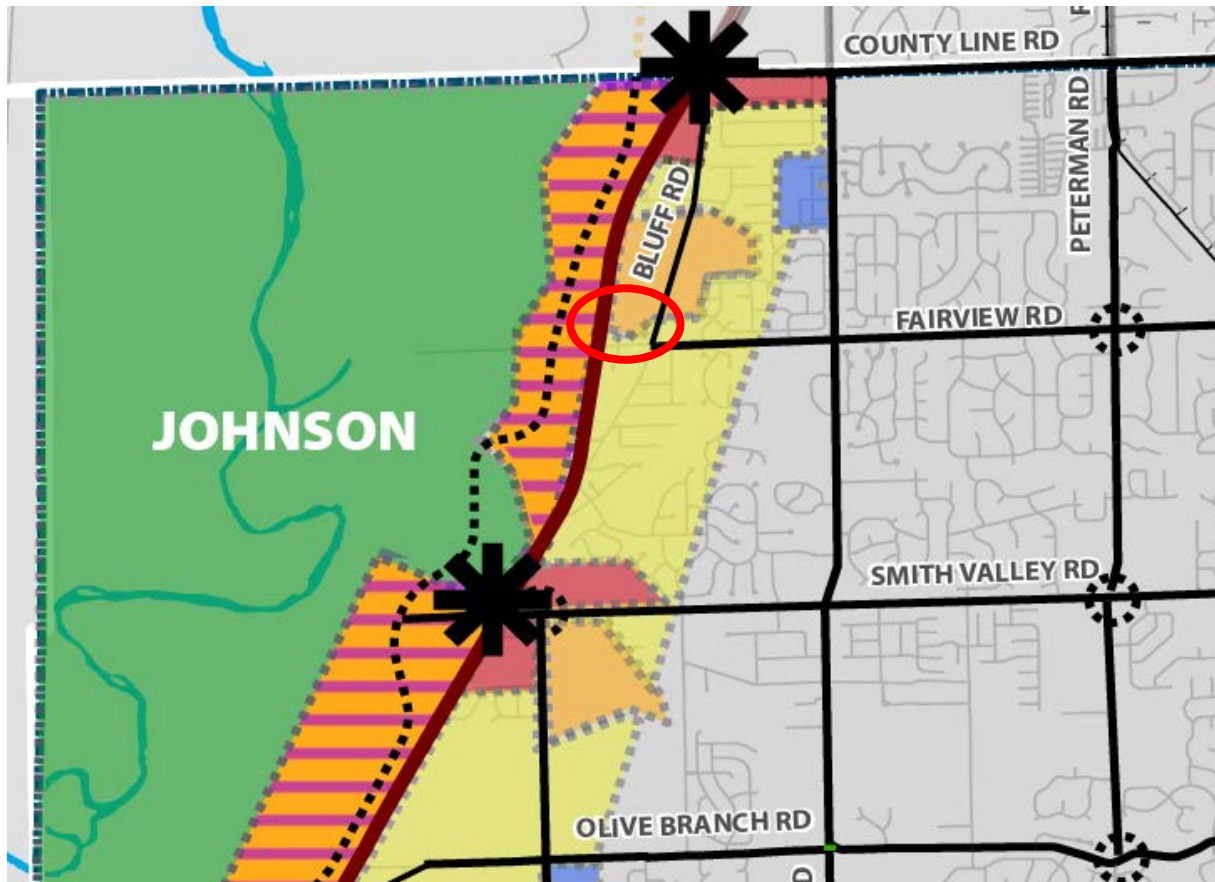 COUNTY LINE RD
PETERMAN RD
BLUFF RD
FAIRVIEW RD
JOHNSON
SMITH VALLEY RD
OLIVE BRANCH RD